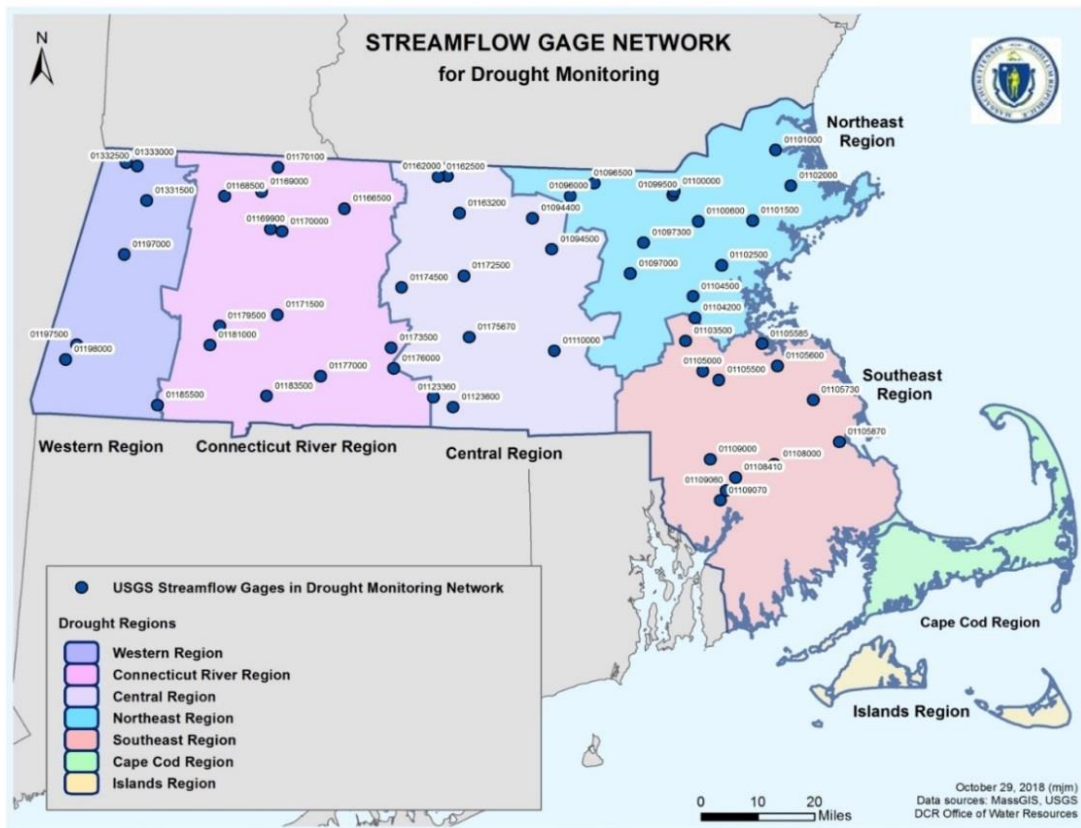 N
STREAMFLOW GAGE NETWORK
for Drought Monitoring
Northeast
Region
01332500
01333000
01331500
01197000
01197500
01198000
01185500
01170100
01168500
01169000
01166500
01169900
01170000
01171500
01179500
01181000
01173500
01176000
01177000
01183500
01162000
01162500
01163200
01094400
01094500
01174500
01172500
01175670
01110000
01123360
01123600
01096000
01096500
01099500
01100000
01101000
01102000
01100600
01101500
01097300
01097000
01102500
01104500
01104200
01103500
01105585
01105000
01105500
01105600
01105730
01105870
01109000
01108000
01108410
01109060
01109070
Southeast
Region
Western Region
Connecticut River Region
Central Region
Cape Cod Region
Islands Region
USGS Streamflow Gages in Drought Monitoring Network
Drought Regions
Western Region
Connecticut River Region
Central Region
Northeast Region
Southeast Region
Cape Cod Region
Islands Region
0 10 20
Miles
October 29, 2018 (mjm)
Data sources: MassGIS, USGS
DCR Office of Water Resources